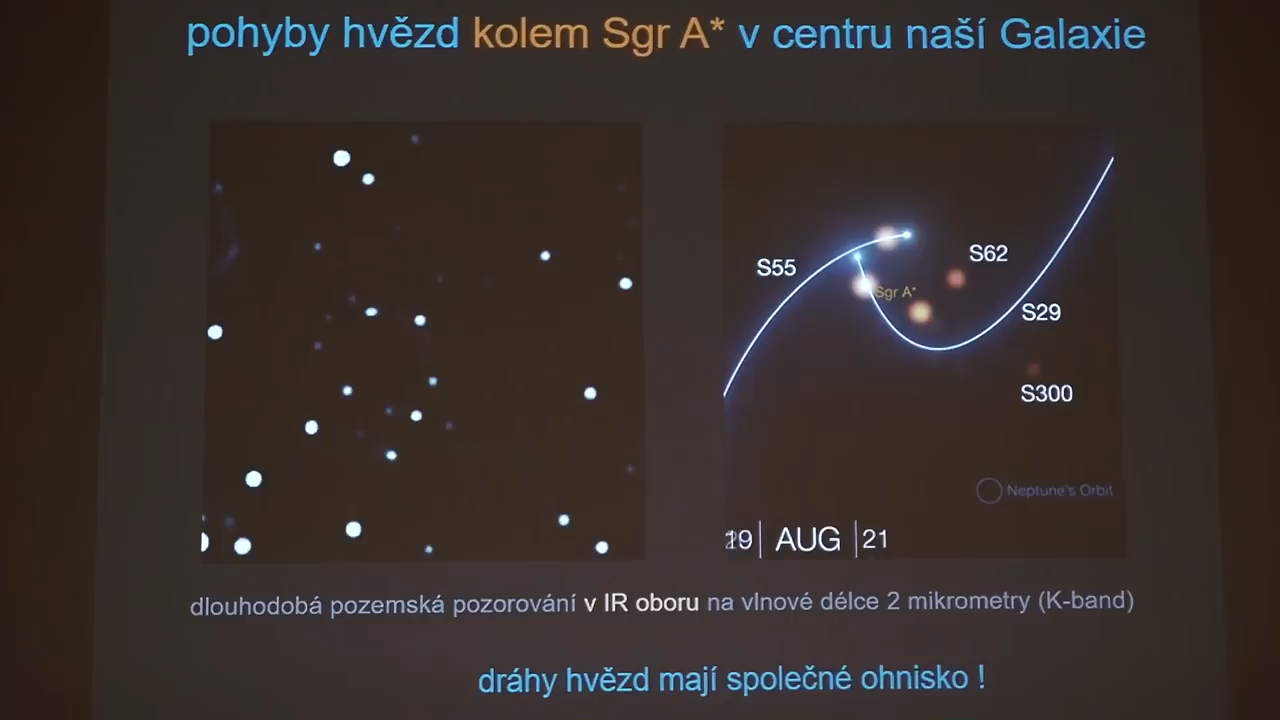 pohyby hvězd kolem Sgr A* v centru naší Galaxie
S55
S62
Sgr A*
S29
S300
Neptune's Orbit
AUG 21
dlouhodobá pozemská pozorování v IR oboru na vlnové délce 2 mikrometry (K-band)
dráhy hvězd mají společné ohnisko !